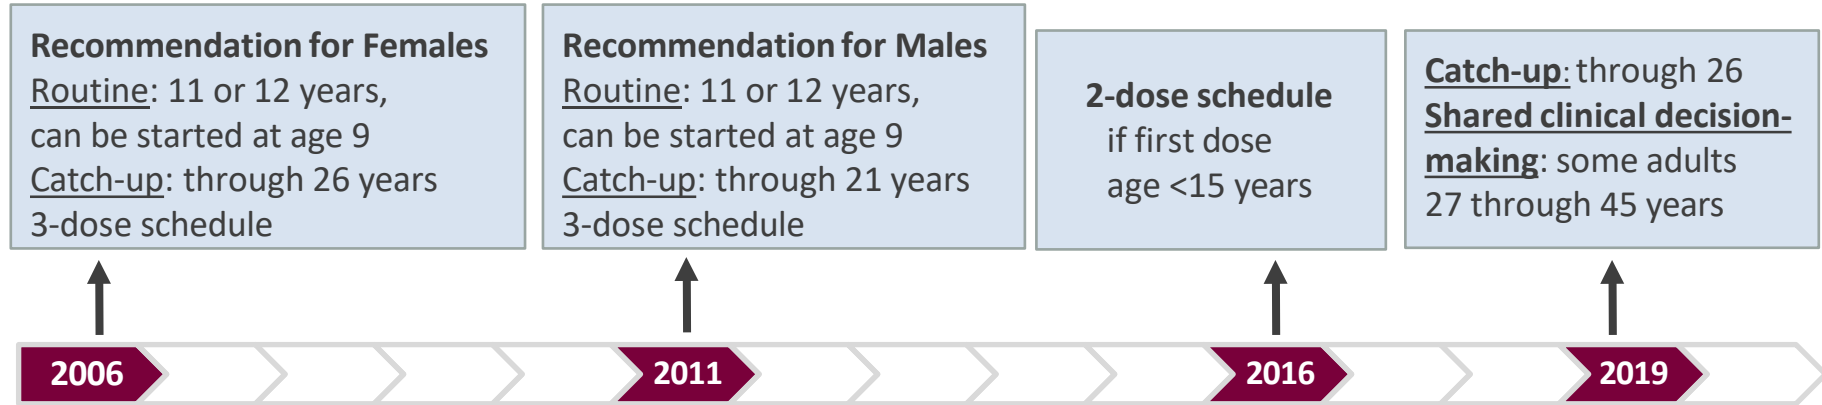 Recommendation for Females
Routine: 11 or 12 years,
can be started at age 9
Catch-up: through 26 years
3-dose schedule
Recommendation for Males
Routine: 11 or 12 years,
can be started at age 9
Catch-up: through 21 years
3-dose schedule
2-dose schedule
if first dose
age <15 years
Catch-up: through 26
Shared clinical decision-
making: some adults
27 through 45 years
2006
2011
2016
2019